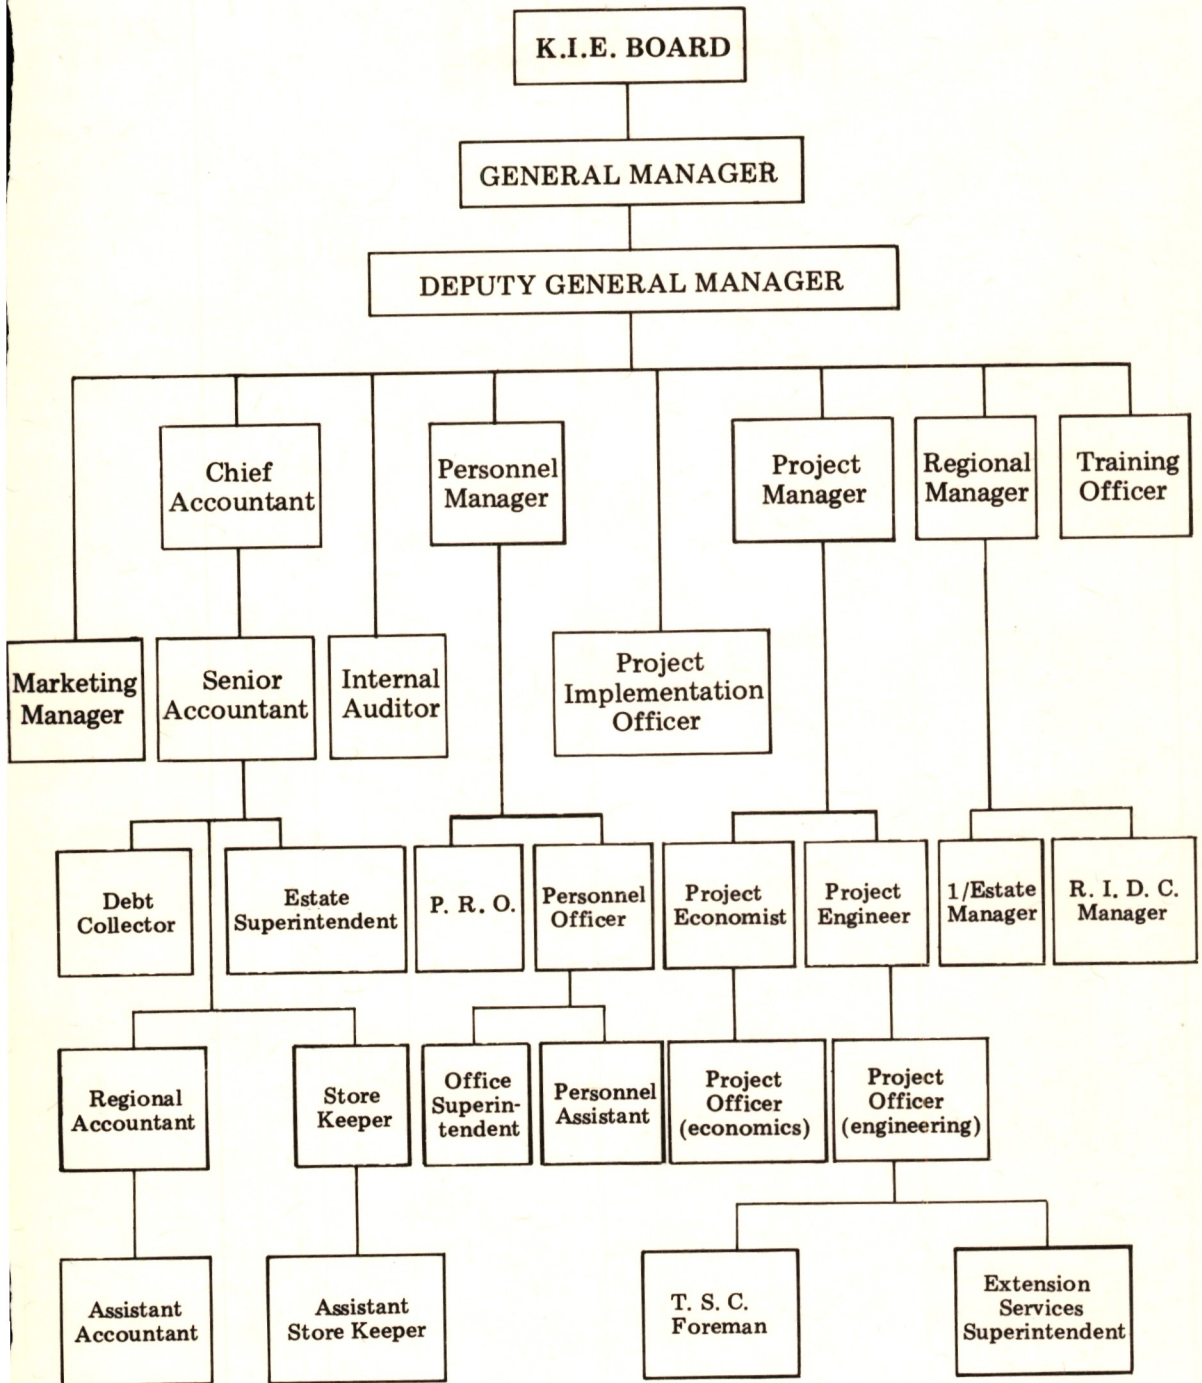 K.I.E. BOARD
GENERAL MANAGER
DEPUTY GENERAL MANAGER
Chief
Accountant
Personnel
Manager
Project
Manager
Regional
Manager
Training
Officer
Marketing
Manager
Senior
Accountant
Internal
Auditor
Project
Implementation
Officer
Debt
Collector
Estate
Superintendent
P. R. O.
Personnel
Officer
Project
Economist
Project
Engineer
1/Estate
Manager
R. I. D. C.
Manager
Regional
Accountant
Store
Keeper
Office
Superin-
tendent
Personnel
Assistant
Project
Officer
(economics)
Project
Officer
(engineering)
Assistant
Accountant
Assistant
Store Keeper
T. S. C.
Foreman
Extension
Services
Superintendent